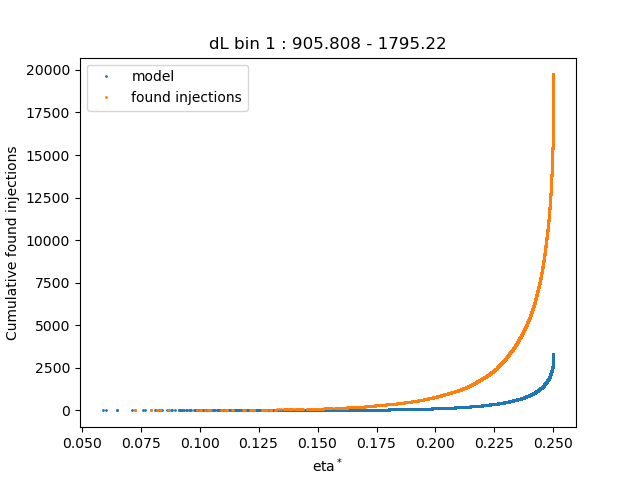 dL bin 1 : 905.808 - 1795.22
model
found injections
Cumulative found injections
20000
17500
15000
12500
10000
7500
5000
2500
0
0.050 0.075 0.100 0.125 0.150 0.175 0.200 0.225 0.250
eta*